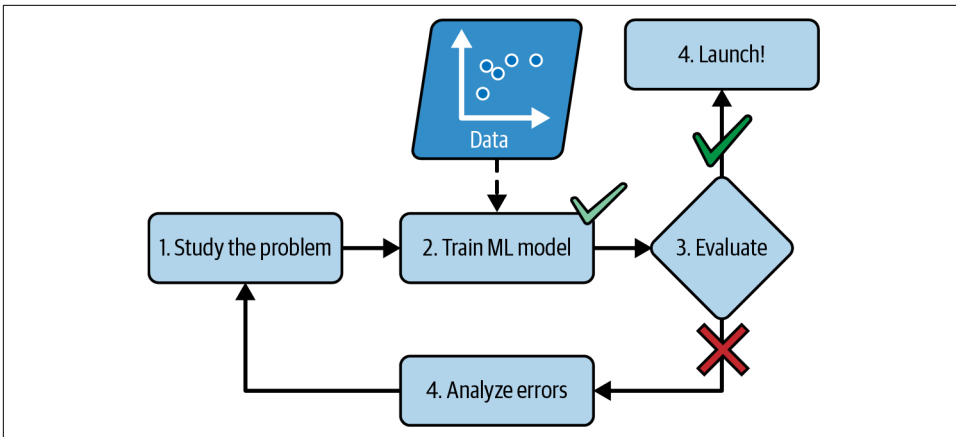 4. Launch!
Data
1. Study the problem
2. Train ML model
3. Evaluate
4. Analyze errors